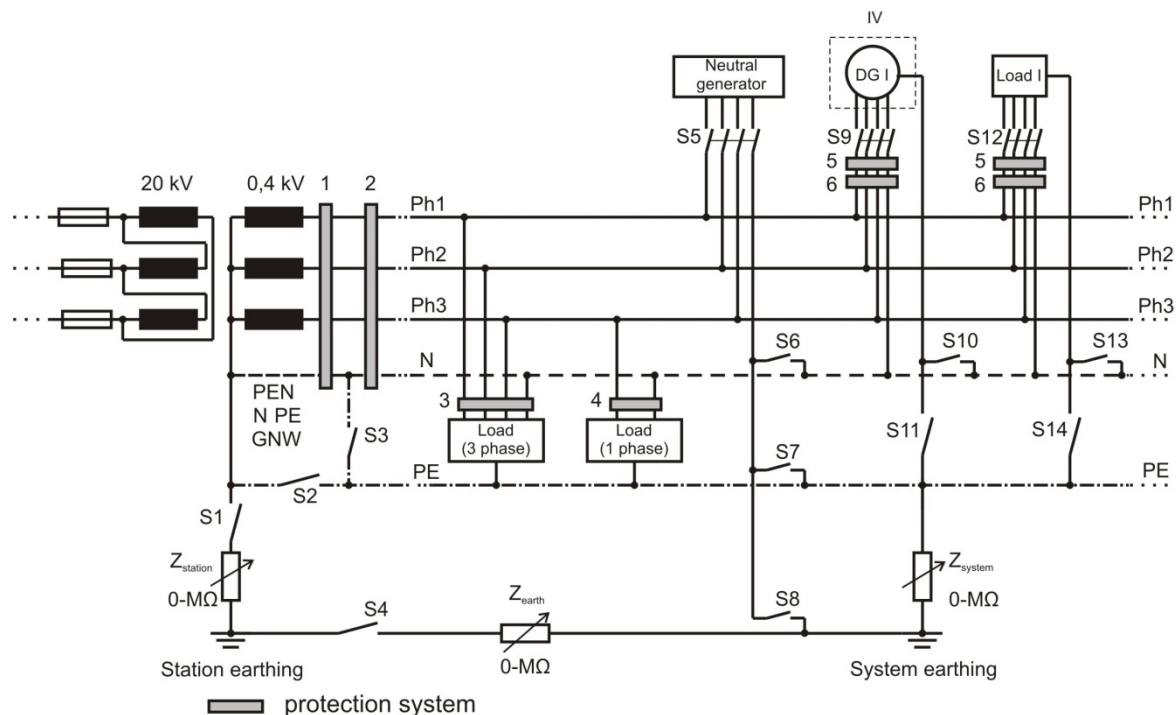 IV
Neutral
generator
DG I
Load I
S5
S9
S12
5
5
6
6
20 kV
0,4 kV
1
2
Ph1
Ph1
Ph2
Ph2
Ph3
Ph3
S6
S10
S13
N
N
PEN
N PE
GNW
3
4
S3
Load
(3 phase)
Load
(1 phase)
S11
S14
S7
PE
PE
S2
S1
Zstation
0-MΩ
S4
Zearth
0-MΩ
S8
Zsystem
0-MΩ
Station earthing
System earthing
protection system